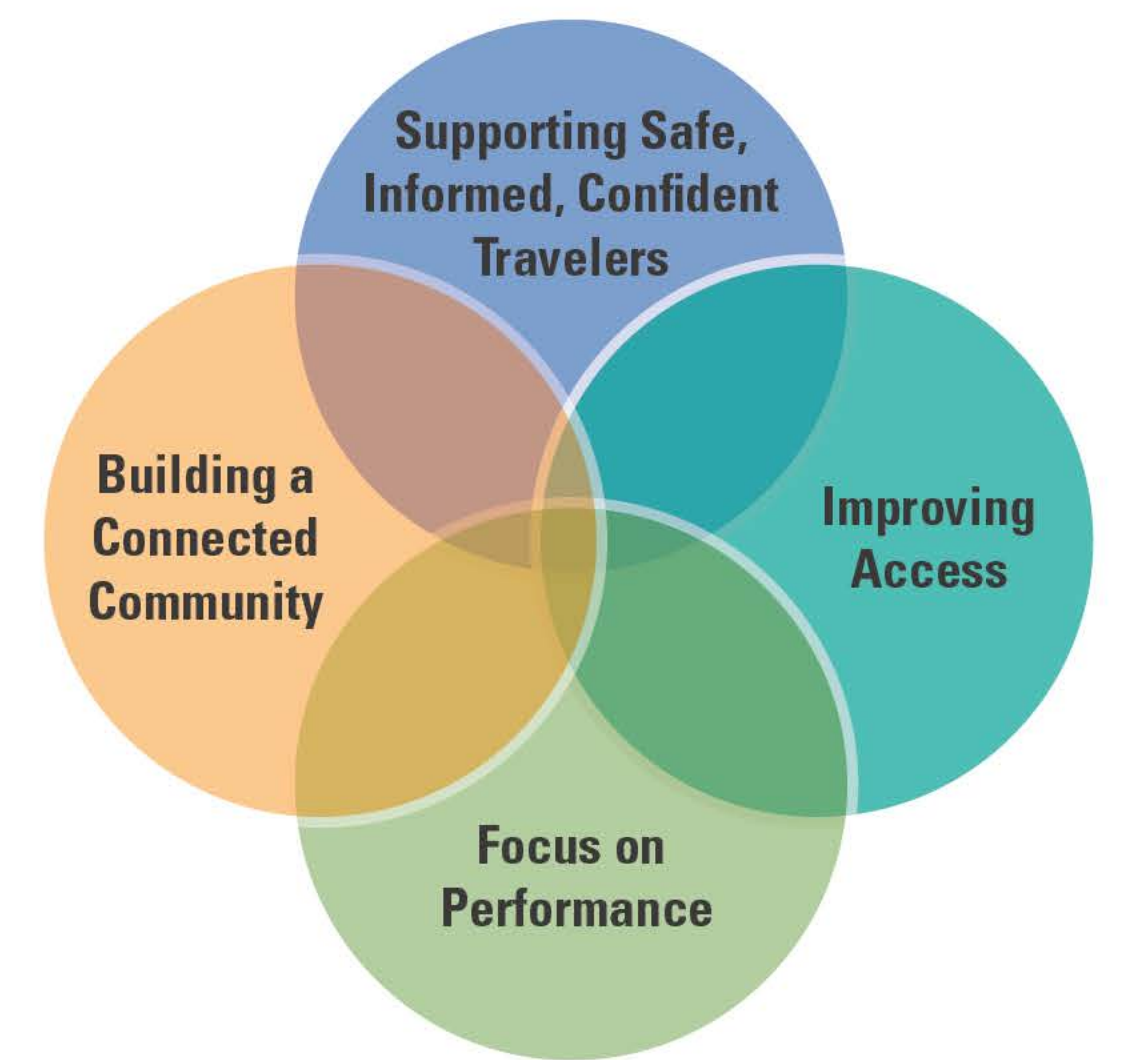 Supporting Safe,
Informed, Confident
Travelers
Building a
Connected
Community
Improving
Access
Focus on
Performance